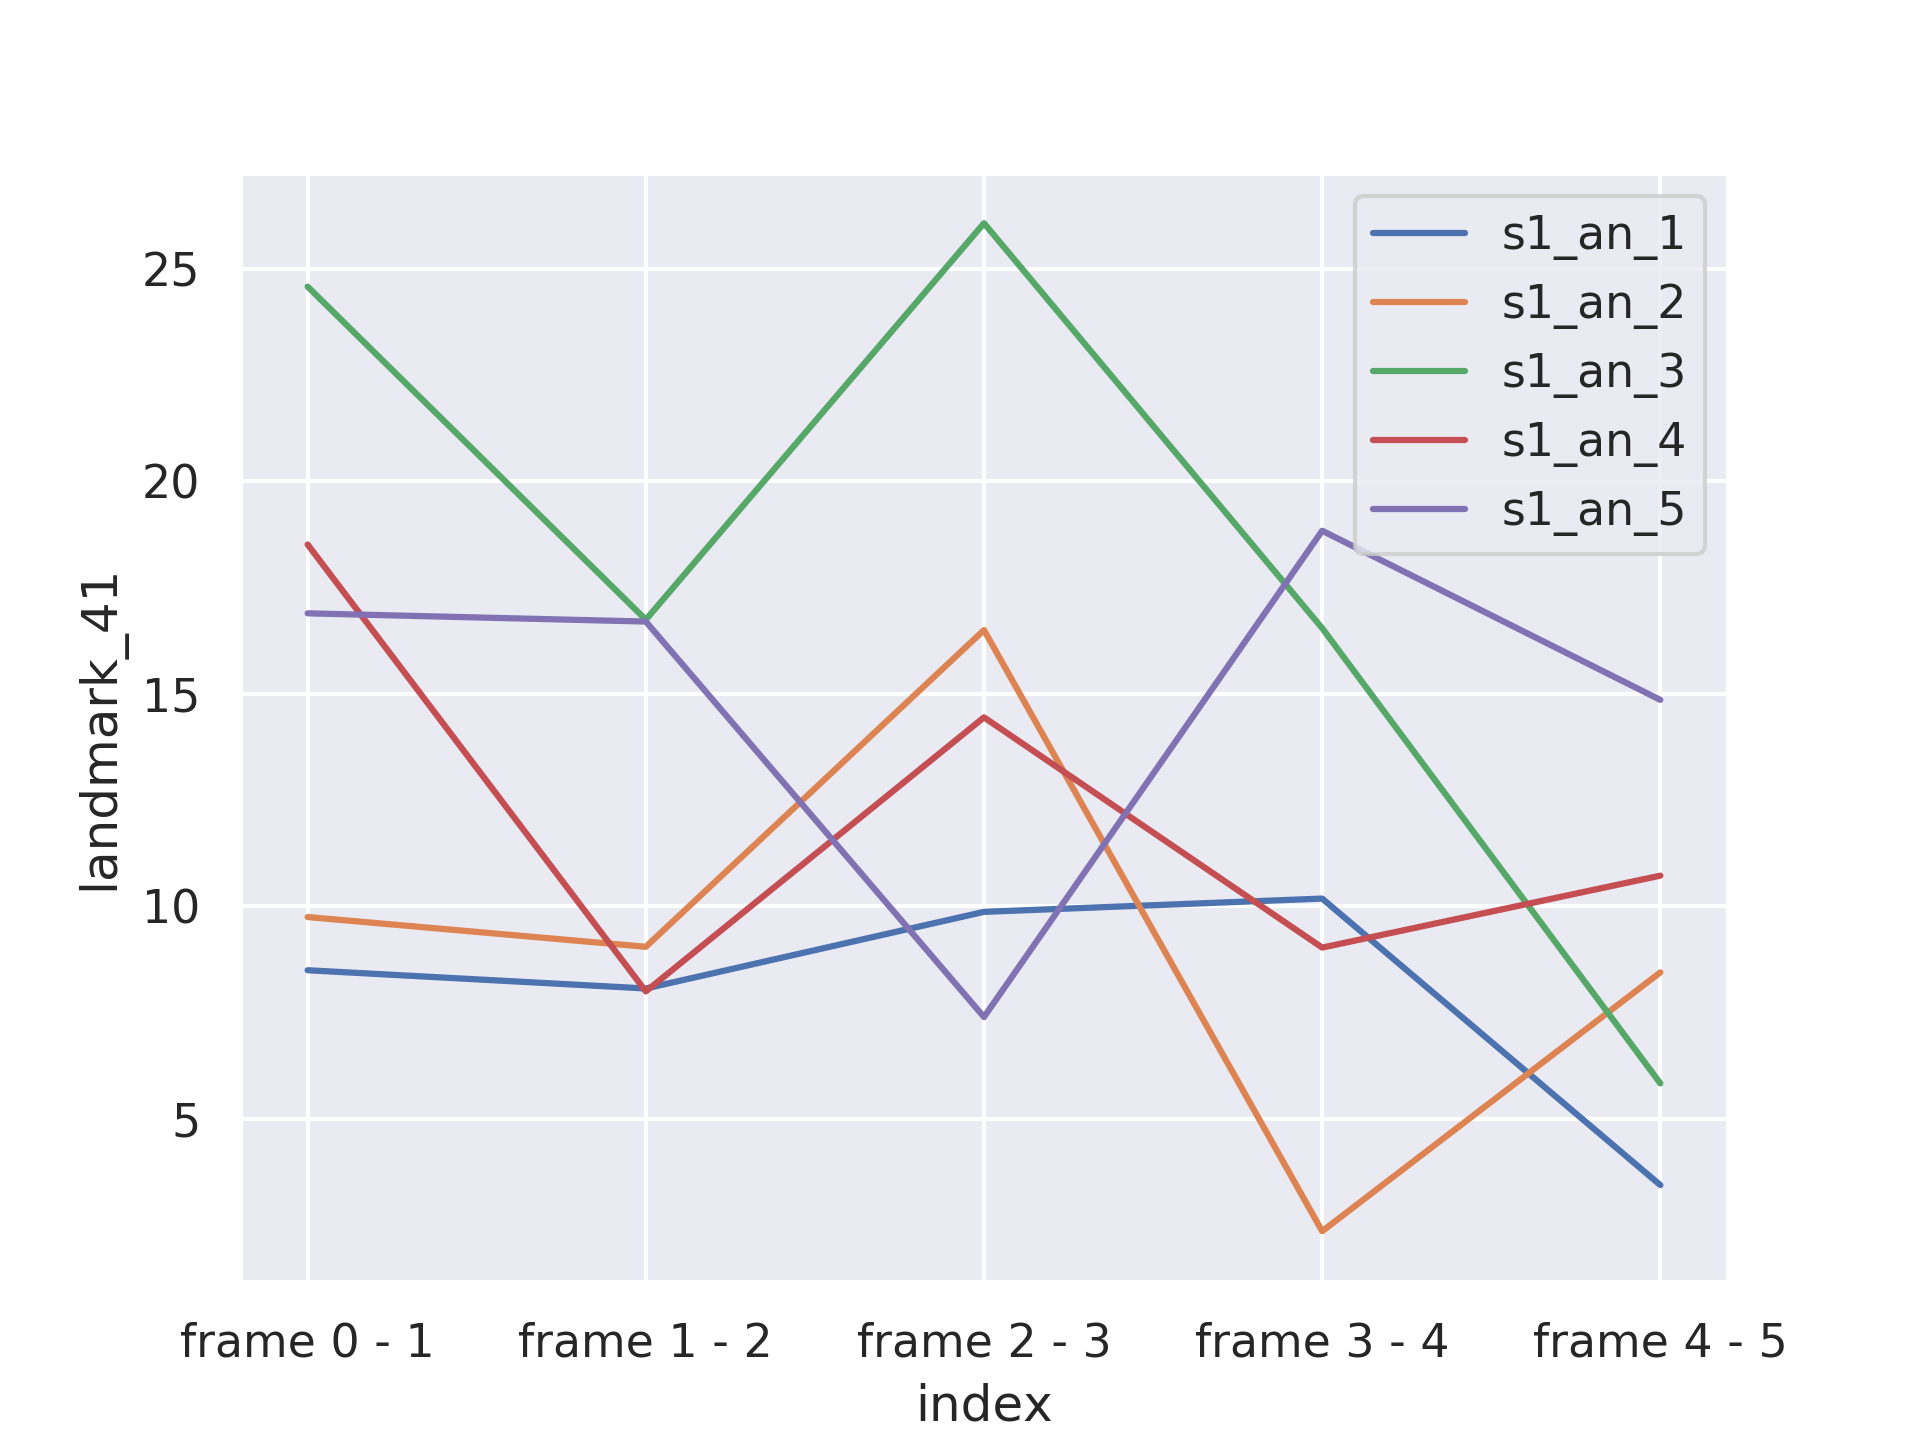 s1_an_1
s1_an_2
s1_an_3
s1_an_4
s1_an_5
25
20
15
10
5
landmark_41
frame 0 - 1
frame 1 - 2
frame 2 - 3
frame 3 - 4
frame 4 - 5
index